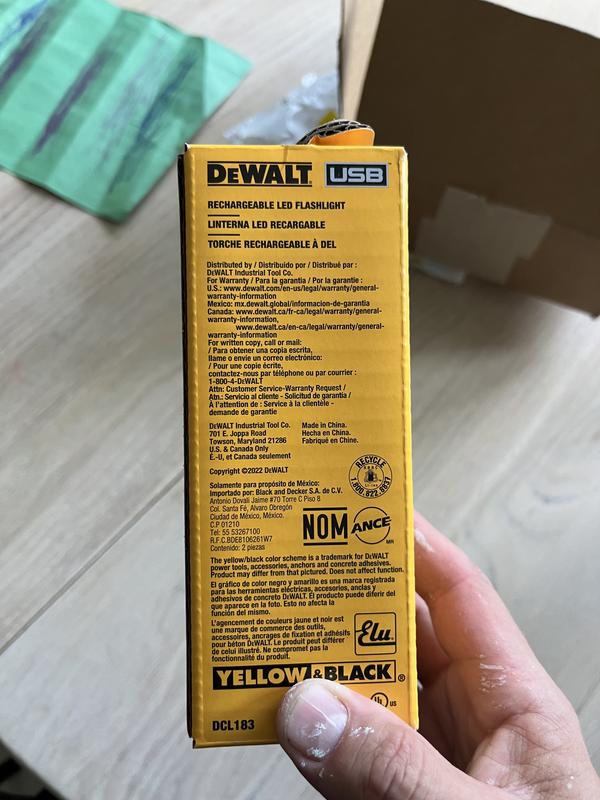 DEWALT USB™
RECHARGEABLE LED FLASHLIGHT
LINTERNA LED RECARGABLE
TORCHE RECHARGEABLE À DEL
Distributed by / Distribuido por / Distribué par :
DEWALT Industrial Tool Co.
For Warranty / Para la garantía / Por la garantie :
U.S.: www.dewalt.com/en-us/legal/warranty/general-
warranty-information
Mexico: mx.dewalt.global/informacion-de-garantia
Canada: www.dewalt.ca/fr-ca/legal/warranty/general-
warranty-information,
www.dewalt.ca/en-ca/legal/warranty/general-
warranty-information
For written copy, call or mail:
/ Para obtener una copia escrita,
llame o envie un correo electrónico:
/ Pour une copie écrite,
contactez-nous par téléphone ou par courrier :
1-800-4-DEWALT
Attn: Customer Service-Warranty Request /
Atn.: Servicio al cliente - Solicitud de garantía /
À l'attention de : Service à la clientèle -
demande de garantie
DEWALT Industrial Tool Co.
701 E. Joppa Road
Towson, Maryland 21286
U.S. & Canada Only
É.-U, et Canada seulement
Made in China.
Hecha en China.
Fabriqué en Chine.
Copyright ©2022 DEWALT
RECYCLE
1.800.822.8837
Solamente para propósito de México:
Importado por: Black and Decker S.A. de C.V.
Antonio Dovali Jaime #70 Torre C Piso 8
Col. Santa Fé, Alvaro Obregón
Ciudad de México, México.
C.P 01210
Tel: 55 53267100
R.F.C.BDE8106261W7
Contenido: 2 piezas
NOM ANCE
MR
The yellow/black color scheme is a trademark for DEWALT
power tools, accessories, anchors and concrete adhesives.
Product may differ from that pictured. Does not affect function.
El gráfico de color negro y amarillo es una marca registrada
para las herramientas eléctricas, accesorios, anclas y
adhesivos de concreto DEWALT. El producto puede diferir del
que aparece en la foto. Esto no afecta la
función del mismo.
L'agencement de couleurs jaune et noir est
une marque de commerce des outils,
accessoires, ancrages de fixation et adhésifs
pour béton DEWALT. Le produit peut différer
de celui illustré. Ne compromet pas la
fonctionnalité du produit.
Elu
YELLOW & BLACK®
UL US
DCL183